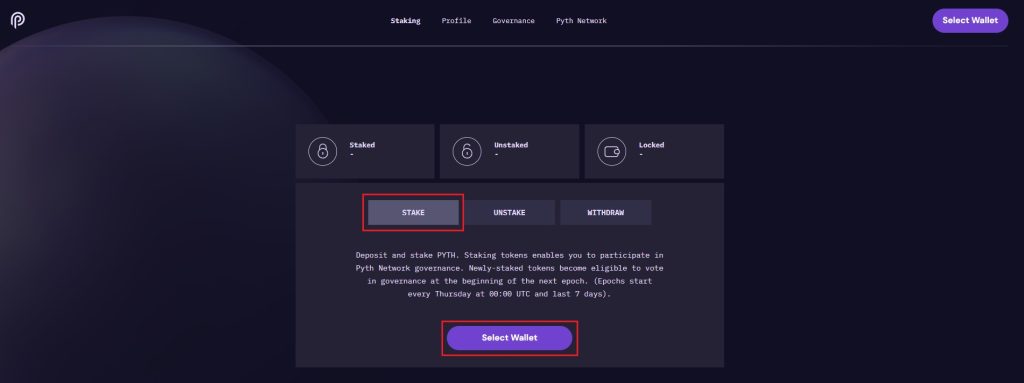 Staking Profile Governance Pyth Network Select Wallet
Staked Unstaked Locked
- - -
STAKE UNSTAKE WITHDRAW
Deposit and stake PYTH. Staking tokens enables you to participate in
Pyth Network governance. Newly-staked tokens become eligible to vote
in governance at the beginning of the next epoch. (Epochs start
every Thursday at 00:00 UTC and last 7 days).
Select Wallet